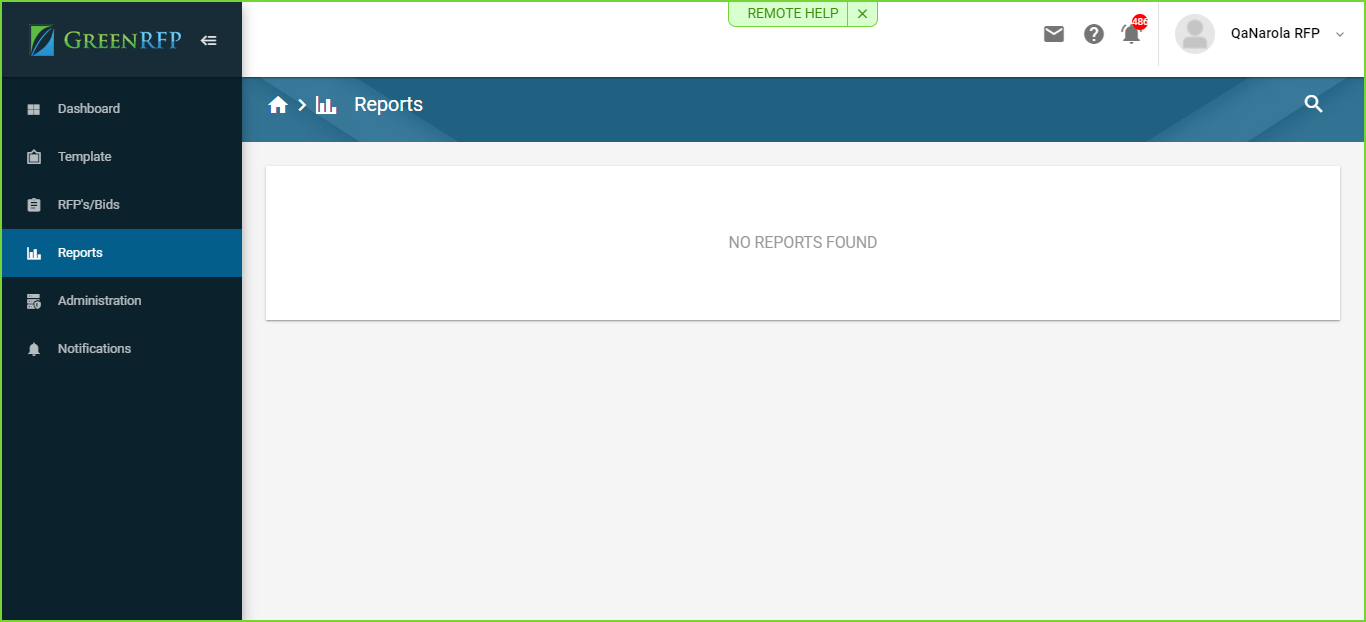 REMOTE HELP
GREENRFP
486
QaNarola RFP
Reports
Dashboard
Template
RFP's/Bids
Reports
Administration
Notifications
NO REPORTS FOUND